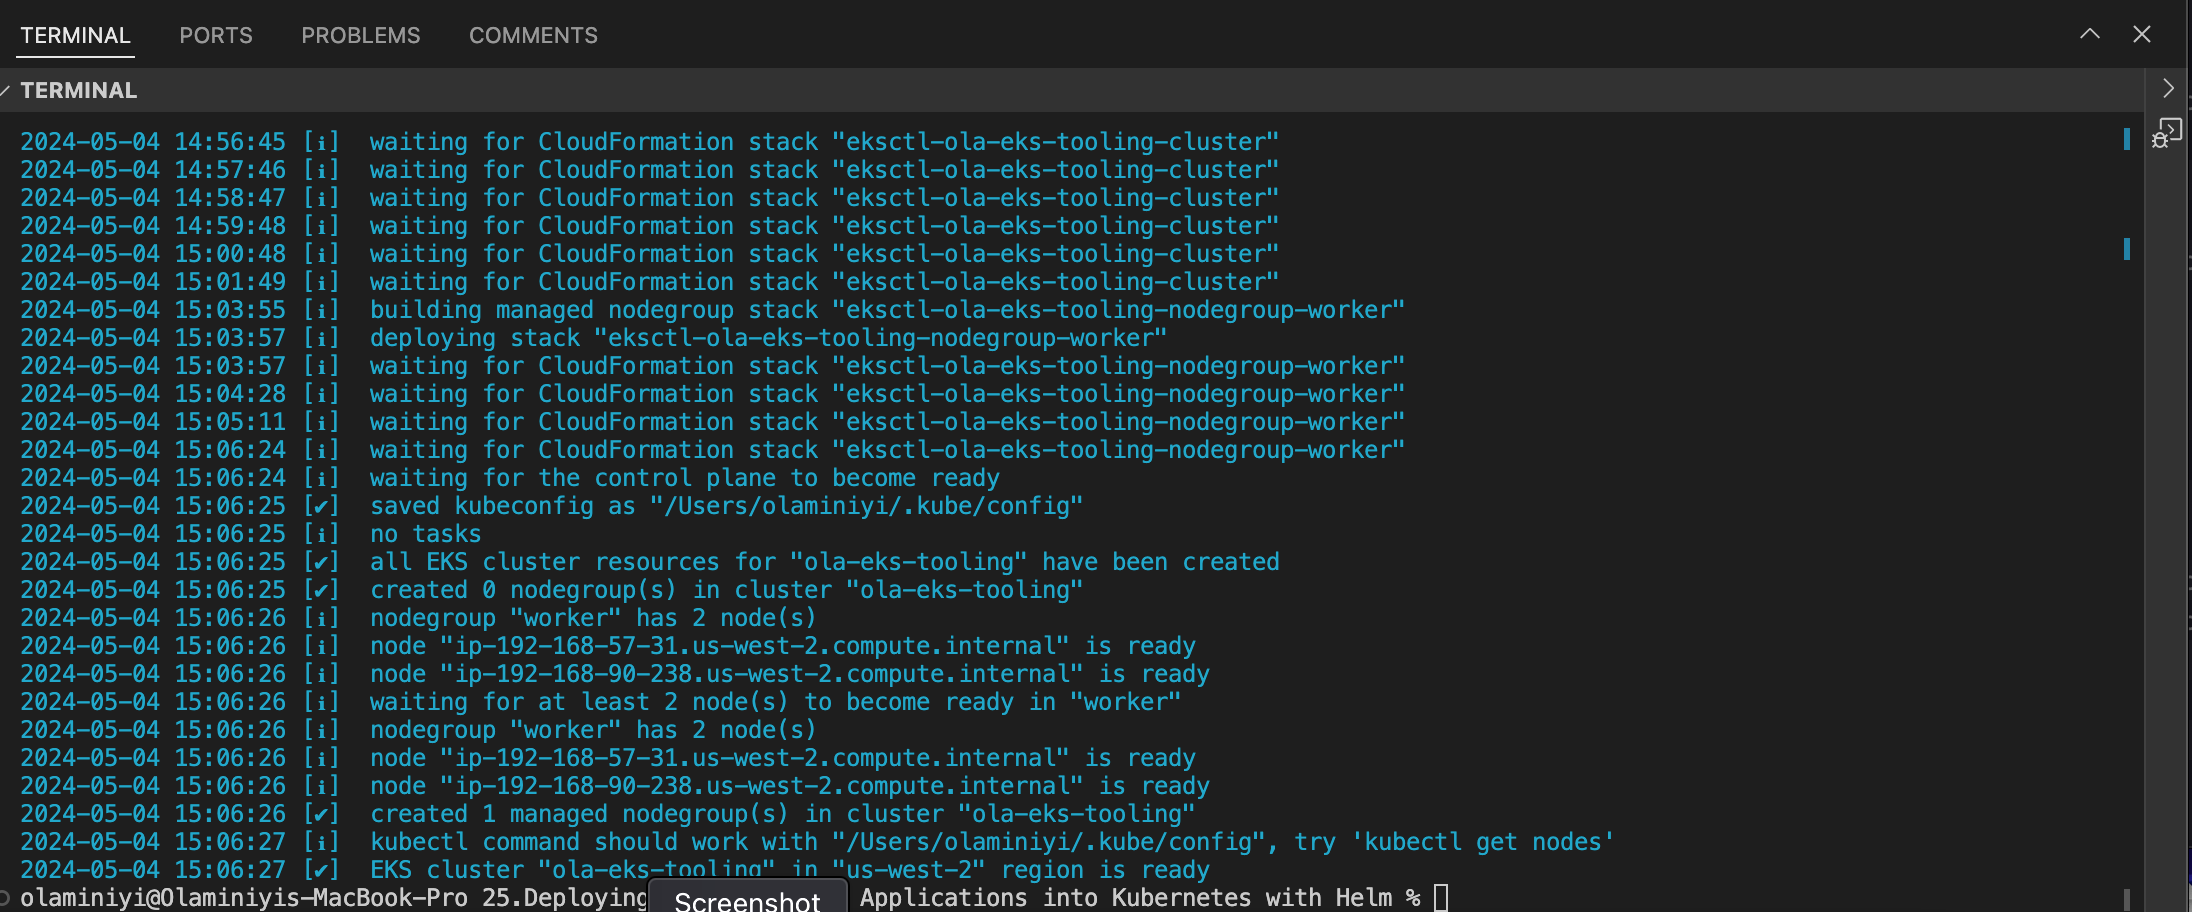 TERMINAL PORTS PROBLEMS COMMENTS
TERMINAL
2024-05-04 14:56:45 [ℹ]  waiting for CloudFormation stack "eksctl-ola-eks-tooling-cluster"
2024-05-04 14:57:46 [ℹ]  waiting for CloudFormation stack "eksctl-ola-eks-tooling-cluster"
2024-05-04 14:58:47 [ℹ]  waiting for CloudFormation stack "eksctl-ola-eks-tooling-cluster"
2024-05-04 14:59:48 [ℹ]  waiting for CloudFormation stack "eksctl-ola-eks-tooling-cluster"
2024-05-04 15:00:48 [ℹ]  waiting for CloudFormation stack "eksctl-ola-eks-tooling-cluster"
2024-05-04 15:01:49 [ℹ]  waiting for CloudFormation stack "eksctl-ola-eks-tooling-cluster"
2024-05-04 15:03:55 [ℹ]  building managed nodegroup stack "eksctl-ola-eks-tooling-nodegroup-worker"
2024-05-04 15:03:57 [ℹ]  deploying stack "eksctl-ola-eks-tooling-nodegroup-worker"
2024-05-04 15:03:57 [ℹ]  waiting for CloudFormation stack "eksctl-ola-eks-tooling-nodegroup-worker"
2024-05-04 15:04:28 [ℹ]  waiting for CloudFormation stack "eksctl-ola-eks-tooling-nodegroup-worker"
2024-05-04 15:05:11 [ℹ]  waiting for CloudFormation stack "eksctl-ola-eks-tooling-nodegroup-worker"
2024-05-04 15:06:24 [ℹ]  waiting for CloudFormation stack "eksctl-ola-eks-tooling-nodegroup-worker"
2024-05-04 15:06:24 [ℹ]  waiting for the control plane to become ready
2024-05-04 15:06:25 [✔]  saved kubeconfig as "/Users/olaminiyi/.kube/config"
2024-05-04 15:06:25 [ℹ]  no tasks
2024-05-04 15:06:25 [✔]  all EKS cluster resources for "ola-eks-tooling" have been created
2024-05-04 15:06:25 [✔]  created 0 nodegroup(s) in cluster "ola-eks-tooling"
2024-05-04 15:06:26 [ℹ]  nodegroup "worker" has 2 node(s)
2024-05-04 15:06:26 [ℹ]  node "ip-192-168-57-31.us-west-2.compute.internal" is ready
2024-05-04 15:06:26 [ℹ]  node "ip-192-168-90-238.us-west-2.compute.internal" is ready
2024-05-04 15:06:26 [ℹ]  waiting for at least 2 node(s) to become ready in "worker"
2024-05-04 15:06:26 [ℹ]  nodegroup "worker" has 2 node(s)
2024-05-04 15:06:26 [ℹ]  node "ip-192-168-57-31.us-west-2.compute.internal" is ready
2024-05-04 15:06:26 [ℹ]  node "ip-192-168-90-238.us-west-2.compute.internal" is ready
2024-05-04 15:06:26 [✔]  created 1 managed nodegroup(s) in cluster "ola-eks-tooling"
2024-05-04 15:06:27 [ℹ]  kubectl command should work with "/Users/olaminiyi/.kube/config", try 'kubectl get nodes'
2024-05-04 15:06:27 [✔]  EKS cluster "ola-eks-tooling" in "us-west-2" region is ready
olaminiyi@Olaminiyis-MacBook-Pro 25.Deploying Screenshot Applications into Kubernetes with Helm %